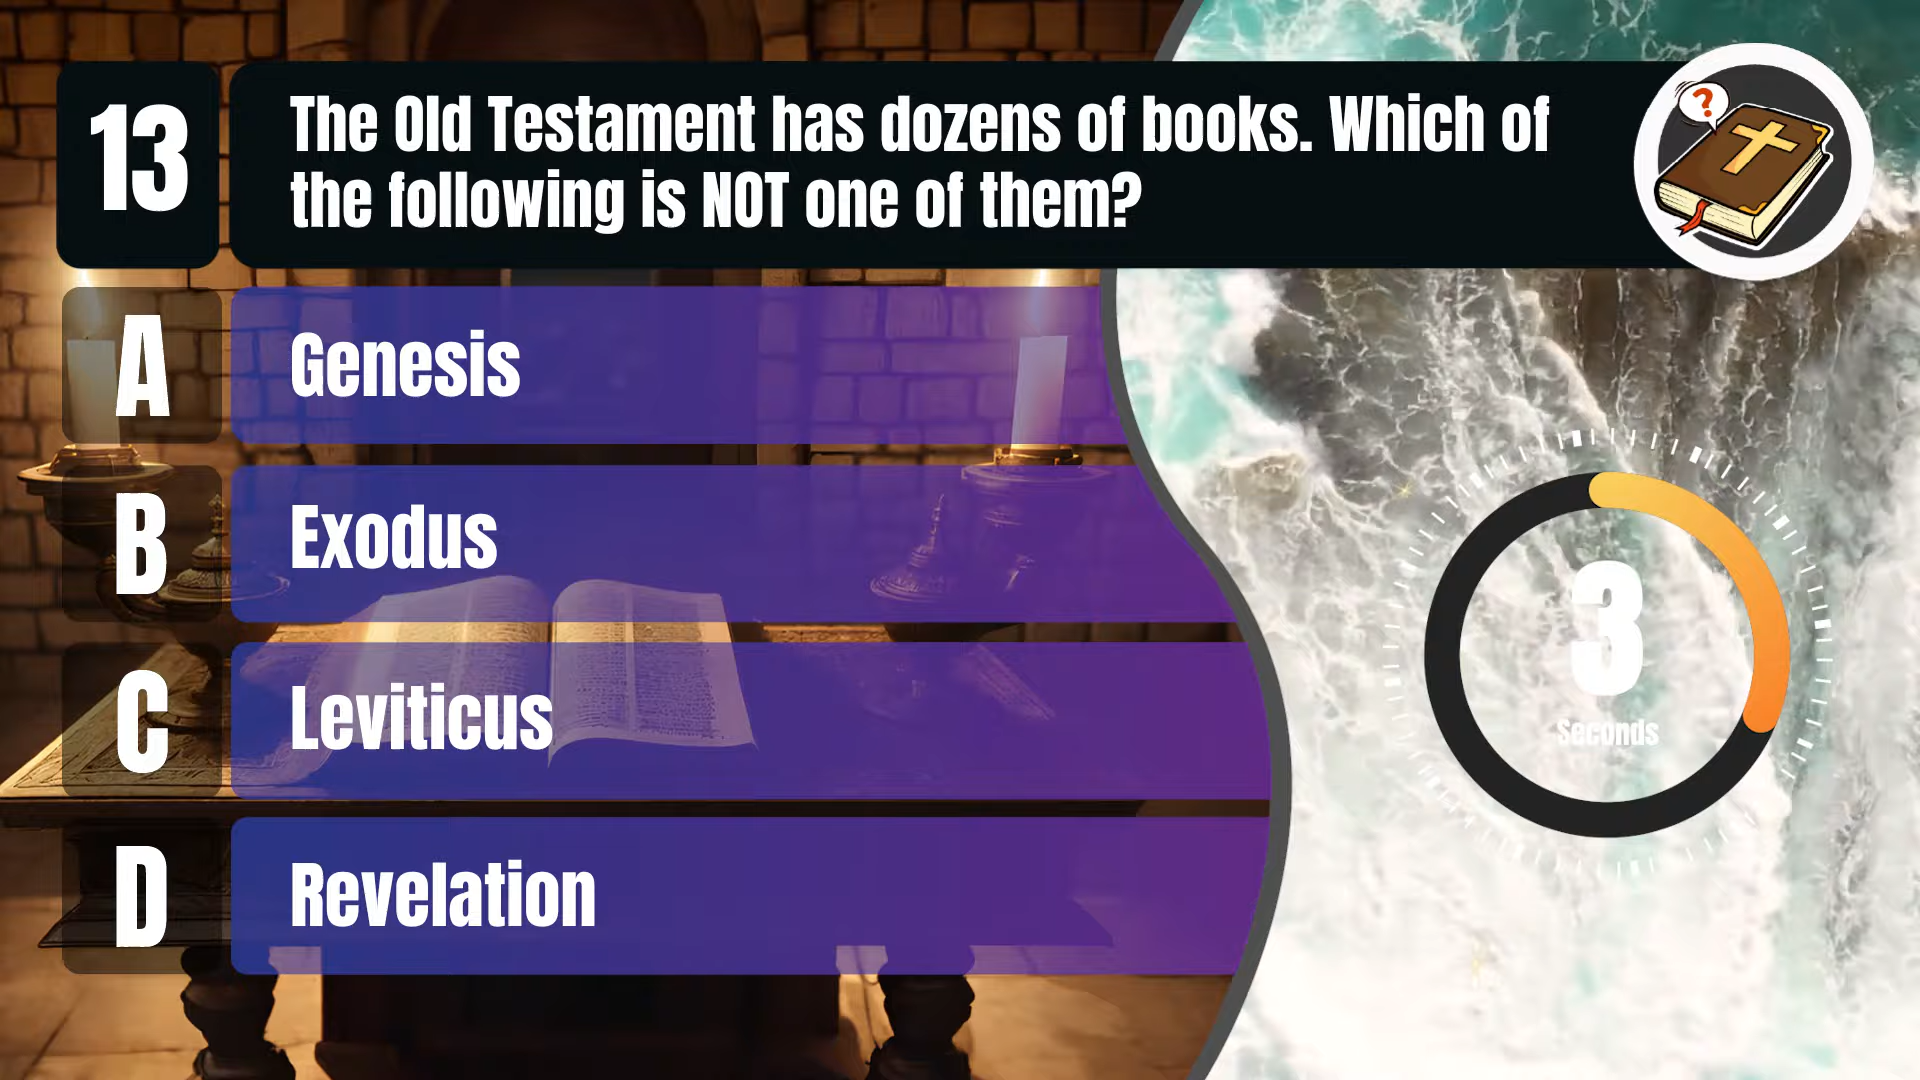 13
The Old Testament has dozens of books. Which of
the following is NOT one of them?
?
A
Genesis
B
Exodus
C
Leviticus
D
Revelation
3
Seconds